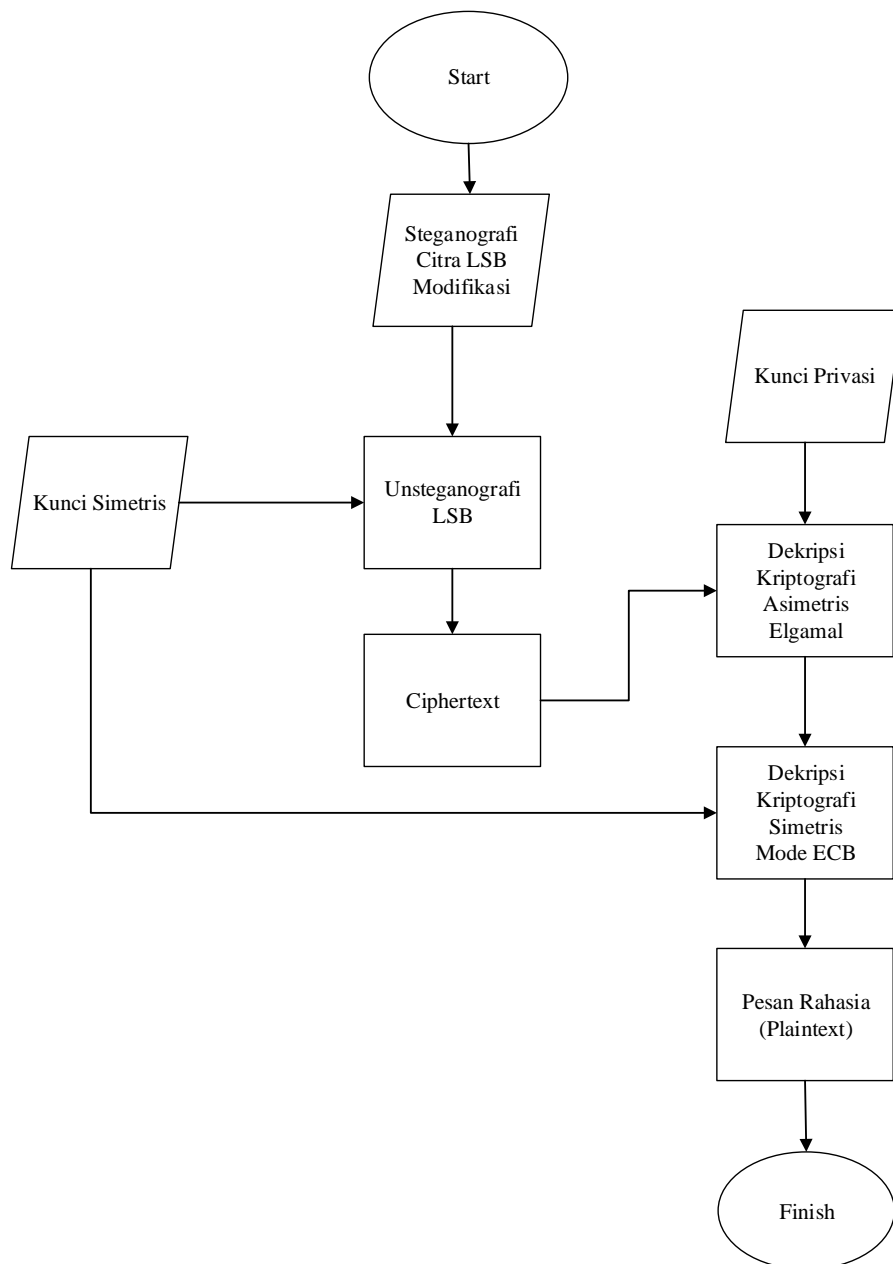 Start
Steganografi
Citra LSB
Modifikasi
Kunci Privasi
Kunci Simetris
Unsteganografi
LSB
Dekripsi
Kriptografi
Asimetris
Elgamal
Ciphertext
Dekripsi
Kriptografi
Simetris
Mode ECB
Pesan Rahasia
(Plaintext)
Finish